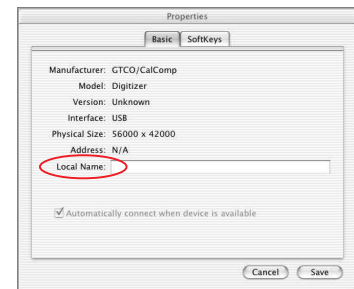 Properties
Basic SoftKeys
Manufacturer: GTCO/CalComp
Model: Digitizer
Version: Unknown
Interface: USB
Physical Size: 56000 x 42000
Address: N/A
Local Name:
Automatically connect when device is available
Cancel Save